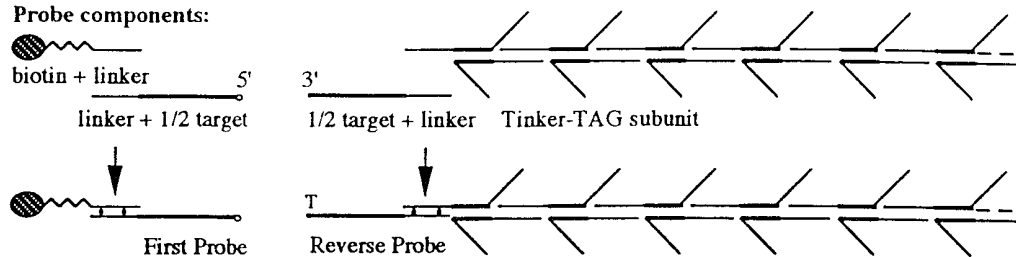 Probe components:
biotin + linker
5'
3'
linker + 1/2 target
1/2 target + linker
Tinker-TAG subunit
T
First Probe
Reverse Probe